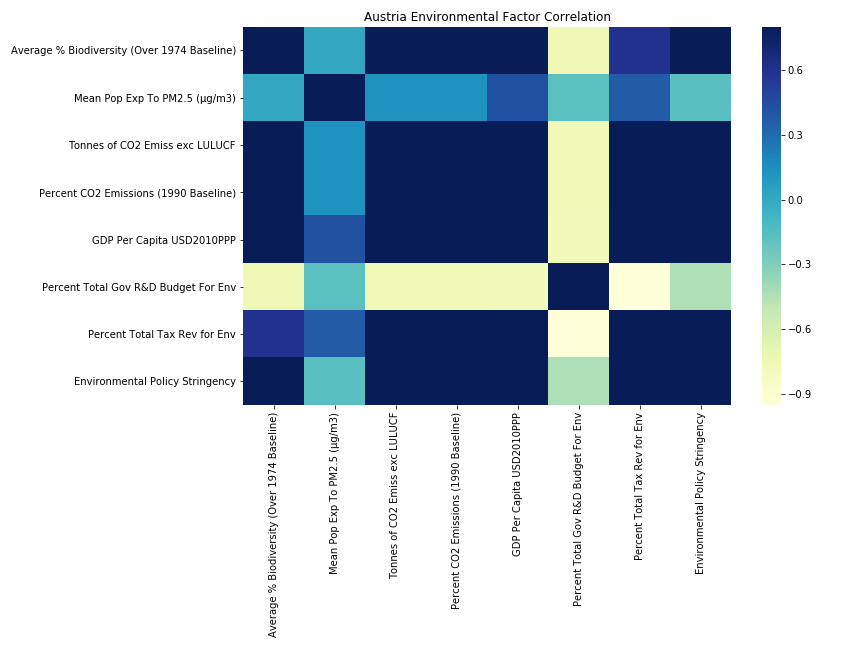 Austria Environmental Factor Correlation
Average % Biodiversity (Over 1974 Baseline)
Mean Pop Exp To PM2.5 (µg/m3)
Tonnes of CO2 Emiss exc LULUCF
Percent CO2 Emissions (1990 Baseline)
GDP Per Capita USD2010PPP
Percent Total Gov R&D Budget For Env
Percent Total Tax Rev for Env
Environmental Policy Stringency
Average % Biodiversity (Over 1974 Baseline)
Mean Pop Exp To PM2.5 (µg/m3)
Tonnes of CO2 Emiss exc LULUCF
Percent CO2 Emissions (1990 Baseline)
GDP Per Capita USD2010PPP
Percent Total Gov R&D Budget For Env
Percent Total Tax Rev for Env
Environmental Policy Stringency
0.6
0.3
0.0
−0.3
−0.6
−0.9